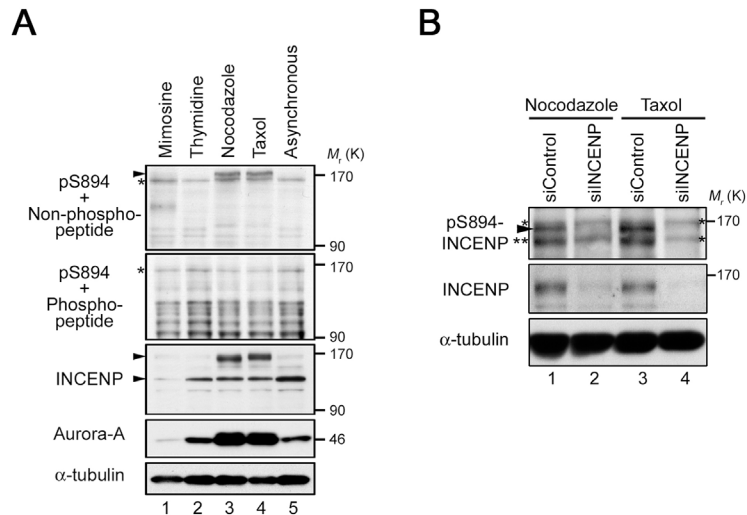 A
Mimosine
Thymidine
Nocodazole
Taxol
Asynchronous
Mr (K)
pS894
+
Non-phospho-
peptide
*
170
90
pS894
+
Phospho-
peptide
*
170
90
INCENP
170
90
Aurora-A
46
α-tubulin
1 2 3 4 5
B
Nocodazole Taxol
siControl
siINCENP
siControl
siINCENP
Mr (K)
pS894-
INCENP
*
**
*
170
*
INCENP
170
α-tubulin
1 2 3 4